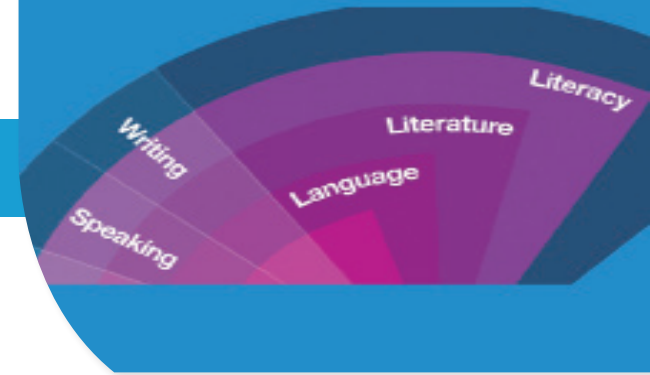 Literacy
Literature
Language
Writing
Speaking